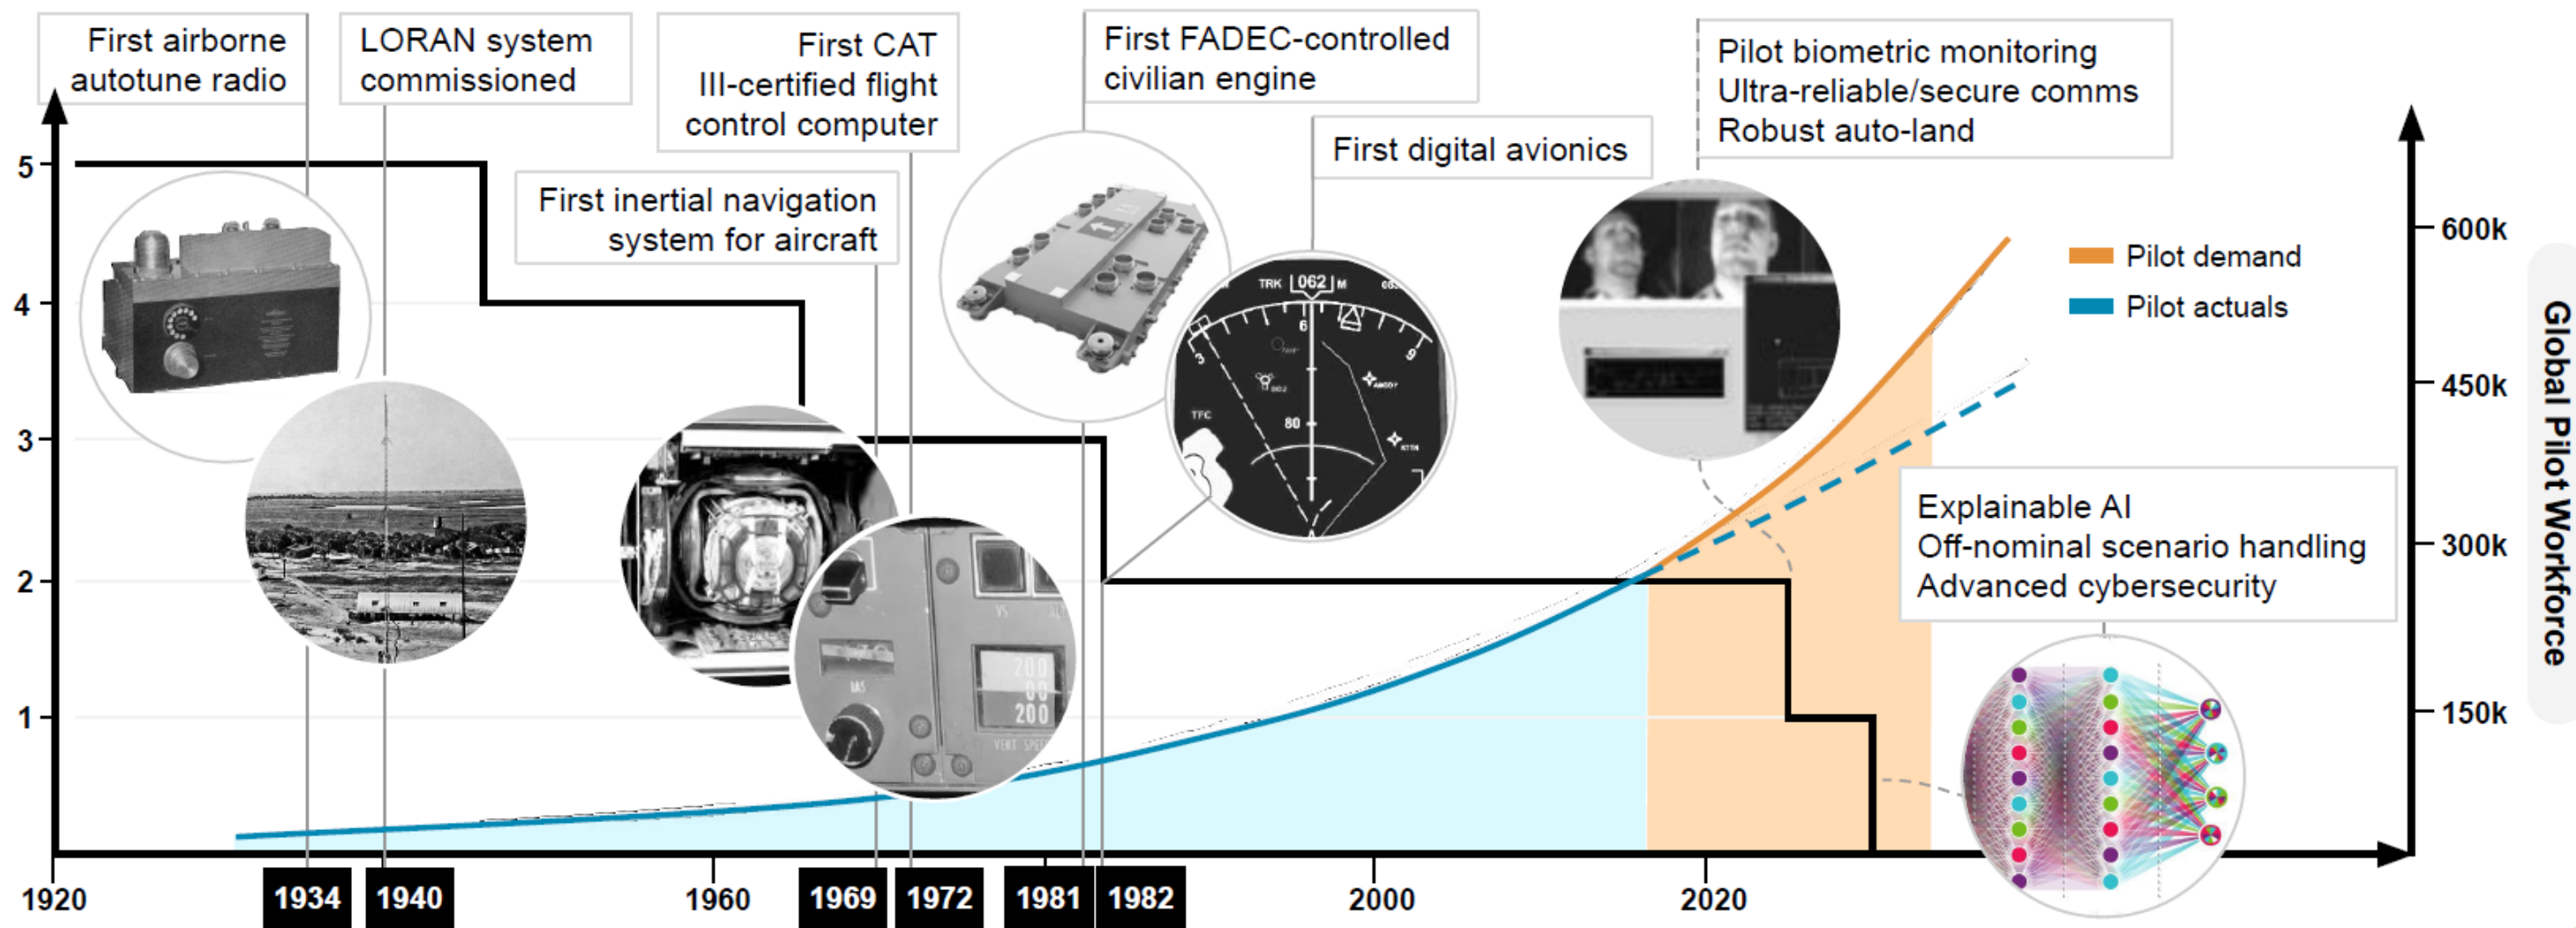 First airborne
autotune radio
LORAN system
commissioned
First CAT
III-certified flight
control computer
First inertial navigation
system for aircraft
First FADEC-controlled
civilian engine
First digital avionics
Pilot biometric monitoring
Ultra-reliable/secure comms
Robust auto-land
Pilot demand
Pilot actuals
Explainable AI
Off-nominal scenario handling
Advanced cybersecurity
5
4
3
2
1
600k
450k
300k
150k
Global Pilot Workforce
TRK 062 M
3
6
9
80
TFC
VS
IAS
200
00
200
1920
1934
1940
1960
1969
1972
1981
1982
2000
2020